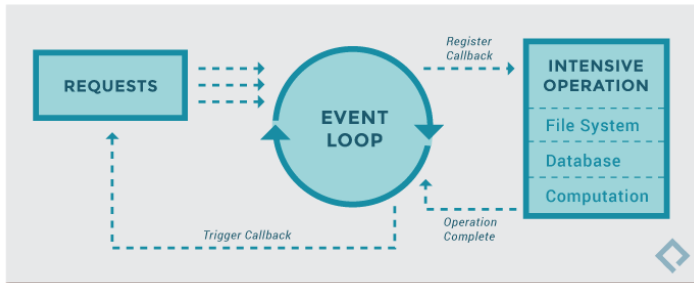 REQUESTS
EVENT
LOOP
Register
Callback
INTENSIVE
OPERATION
File System
Database
Computation
Operation
Complete
Trigger Callback